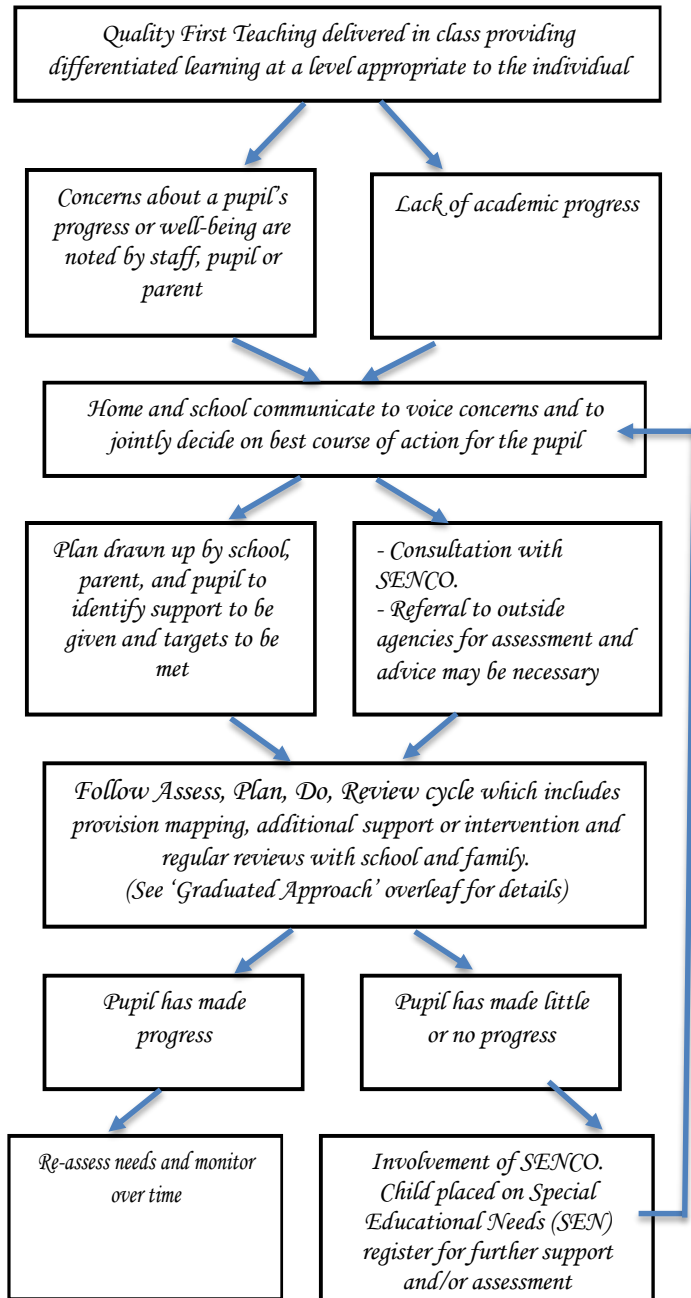 Quality First Teaching delivered in class providing
differentiated learning at a level appropriate to the individual
Concerns about a pupil's
progress or well-being are
noted by staff, pupil or
parent
Lack of academic progress
Home and school communicate to voice concerns and to
jointly decide on best course of action for the pupil
Plan drawn up by school,
parent, and pupil to
identify support to be
given and targets to be
met
- Consultation with
SENCO.
- Referral to outside
agencies for assessment and
advice may be necessary
Follow Assess, Plan, Do, Review cycle which includes
provision mapping, additional support or intervention and
regular reviews with school and family.
(See 'Graduated Approach' overleaf for details)
Pupil has made
progress
Pupil has made little
or no progress
Re-assess needs and monitor
over time
Involvement of SENCO.
Child placed on Special
Educational Needs (SEN)
register for further support
and/or assessment